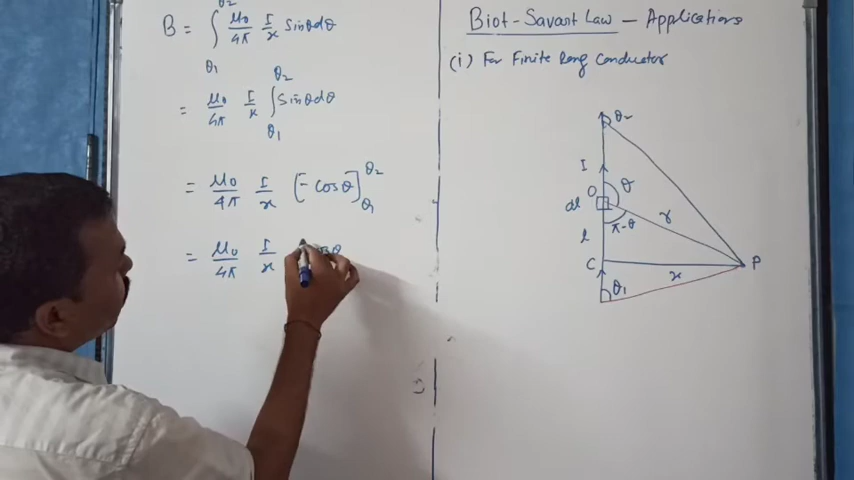 B = ∫ μ₀/4π I/x sinθdθ
θ₂
θ₁
= μ₀/4π I/x ∫ sinθdθ
θ₂
θ₁
= μ₀/4π I/x [-cosθ]
θ₂
θ₁
= μ₀/4π I/x
Biot-Savart Law - Applications
(i) For Finite long Conductor
θ₂
I
O θ
dl r
π-θ
l
C P
x
θ₁